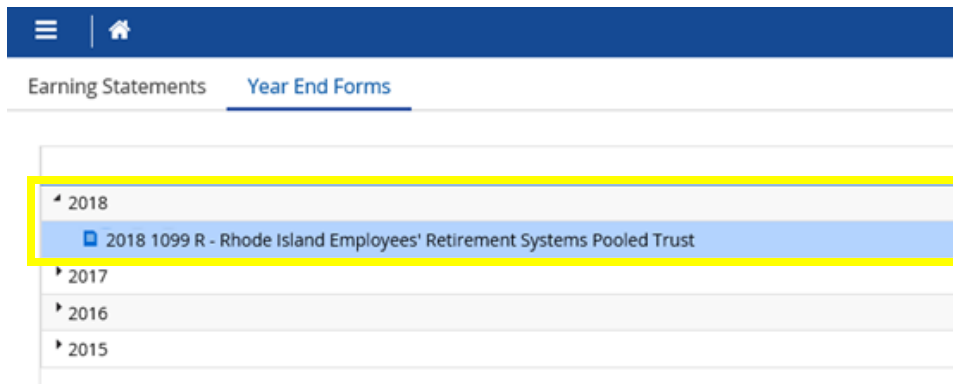 Earning Statements Year End Forms
2018
2018 1099 R - Rhode Island Employees' Retirement Systems Pooled Trust
2017
2016
2015